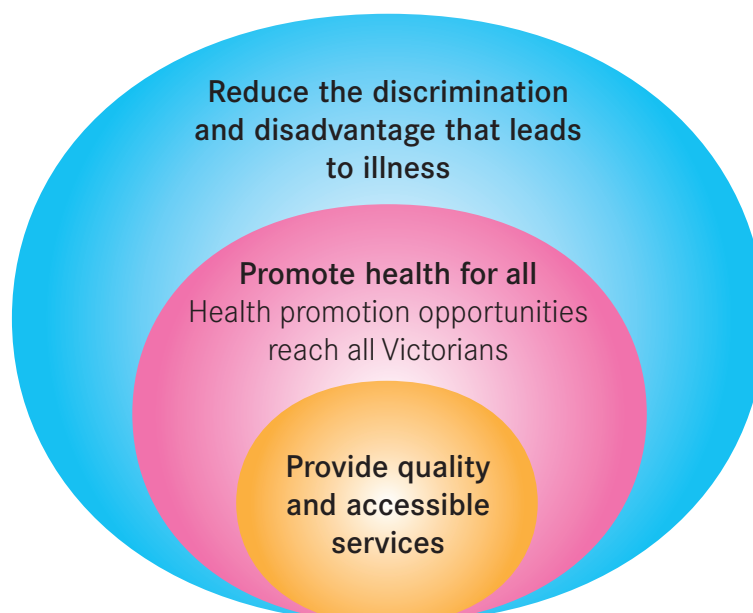 Reduce the discrimination
and disadvantage that leads
to illness
Promote health for all
Health promotion opportunities
reach all Victorians
Provide quality
and accessible
services